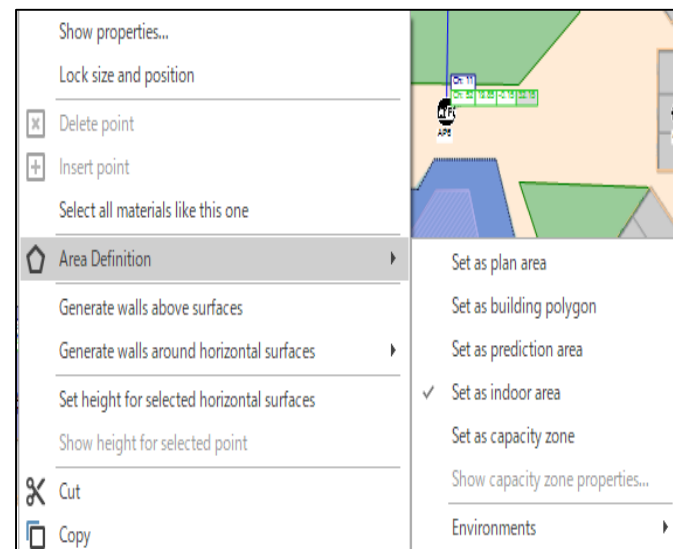 Show properties...
Lock size and position
Delete point
Insert point
Select all materials like this one
Area Definition
Generate walls above surfaces
Generate walls around horizontal surfaces
Set height for selected horizontal surfaces
Show height for selected point
Cut
Copy
Ch: 11
Set as plan area
Set as building polygon
Set as prediction area
Set as indoor area
Set as capacity zone
Show capacity zone properties...
Environments